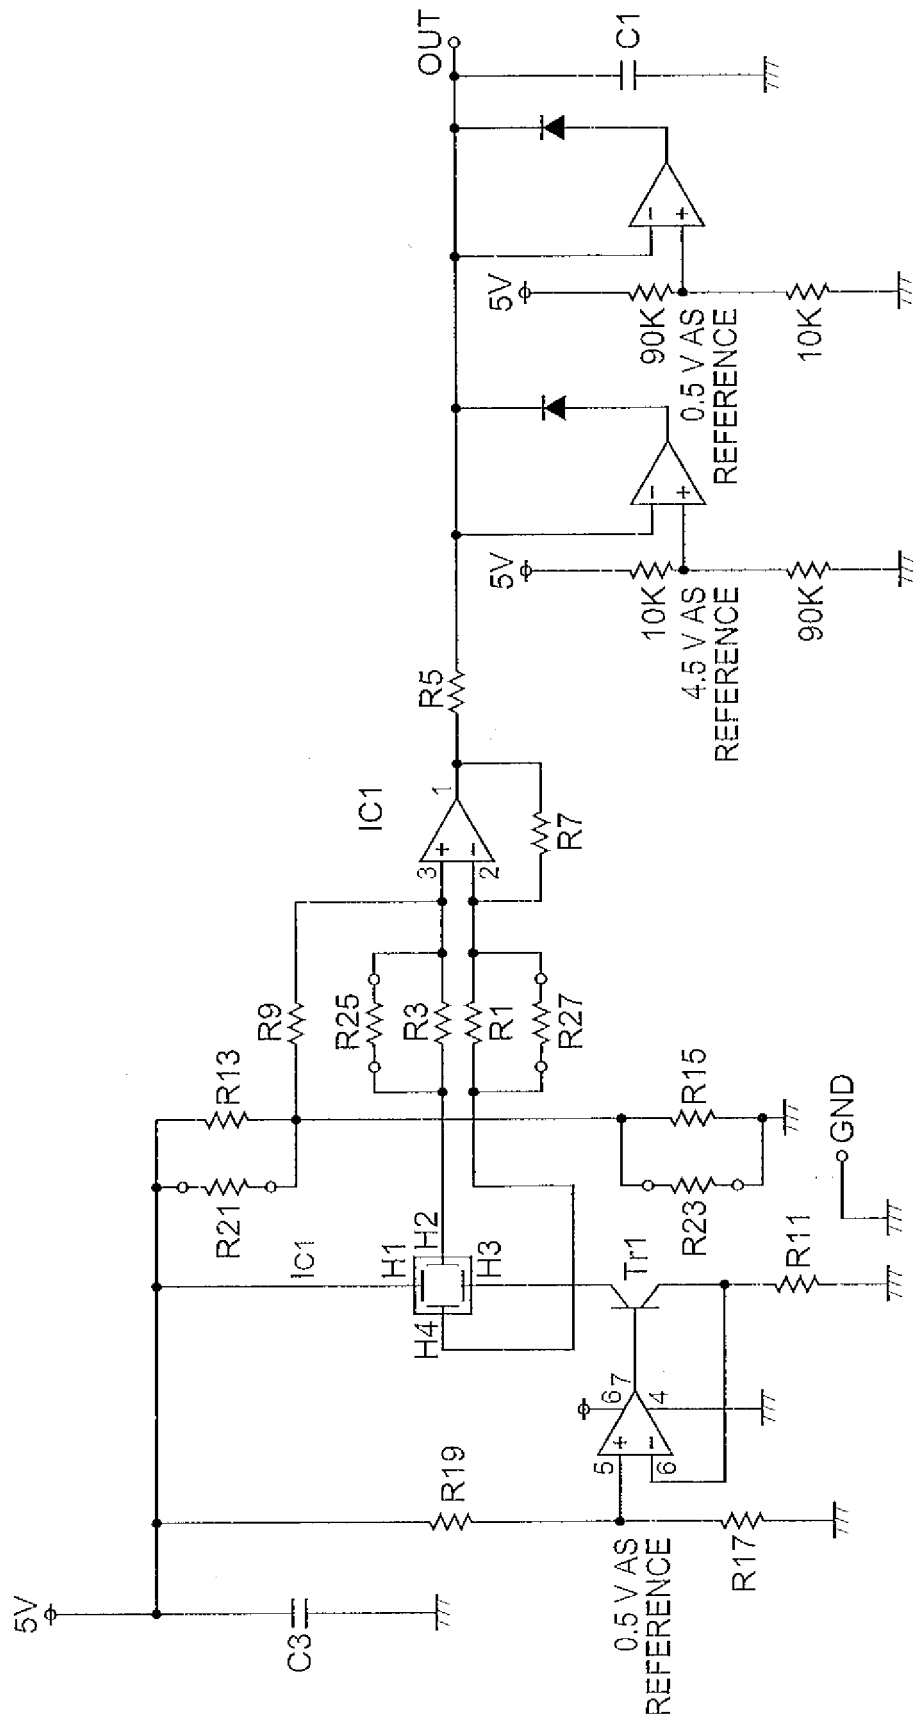 5V
C3
R19
0.5 V AS
REFERENCE
R17
5
6
+
−
6
7
4
Tr1
R11
GND
H1
H2
H3
H4
Ic1
R21
R13
R23
R15
R9
R25
R3
R1
R27
3
2
+
−
1
IC1
R7
R5
5V
10K
4.5 V AS
REFERENCE
90K
−
+
5V
90K
0.5 V AS
REFERENCE
10K
−
+
OUT
C1